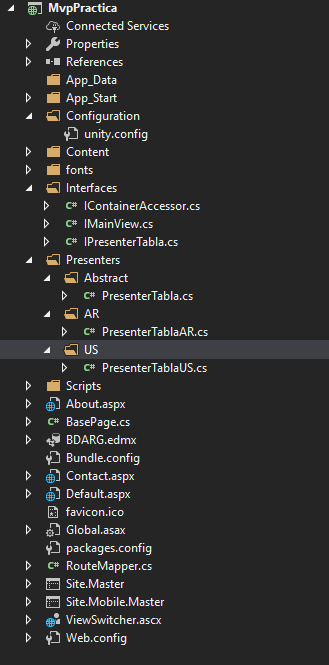 MvpPractica
Connected Services
Properties
References
App_Data
App_Start
Configuration
unity.config
Content
fonts
Interfaces
C# IContainerAccessor.cs
C# IMainView.cs
C# IPresenterTabla.cs
Presenters
Abstract
C# PresenterTabla.cs
AR
C# PresenterTablaAR.cs
US
C# PresenterTablaUS.cs
Scripts
About.aspx
C# BasePage.cs
BDARG.edmx
Bundle.config
Contact.aspx
Default.aspx
favicon.ico
Global.asax
packages.config
C# RouteMapper.cs
Site.Master
Site.Mobile.Master
ViewSwitcher.ascx
Web.config